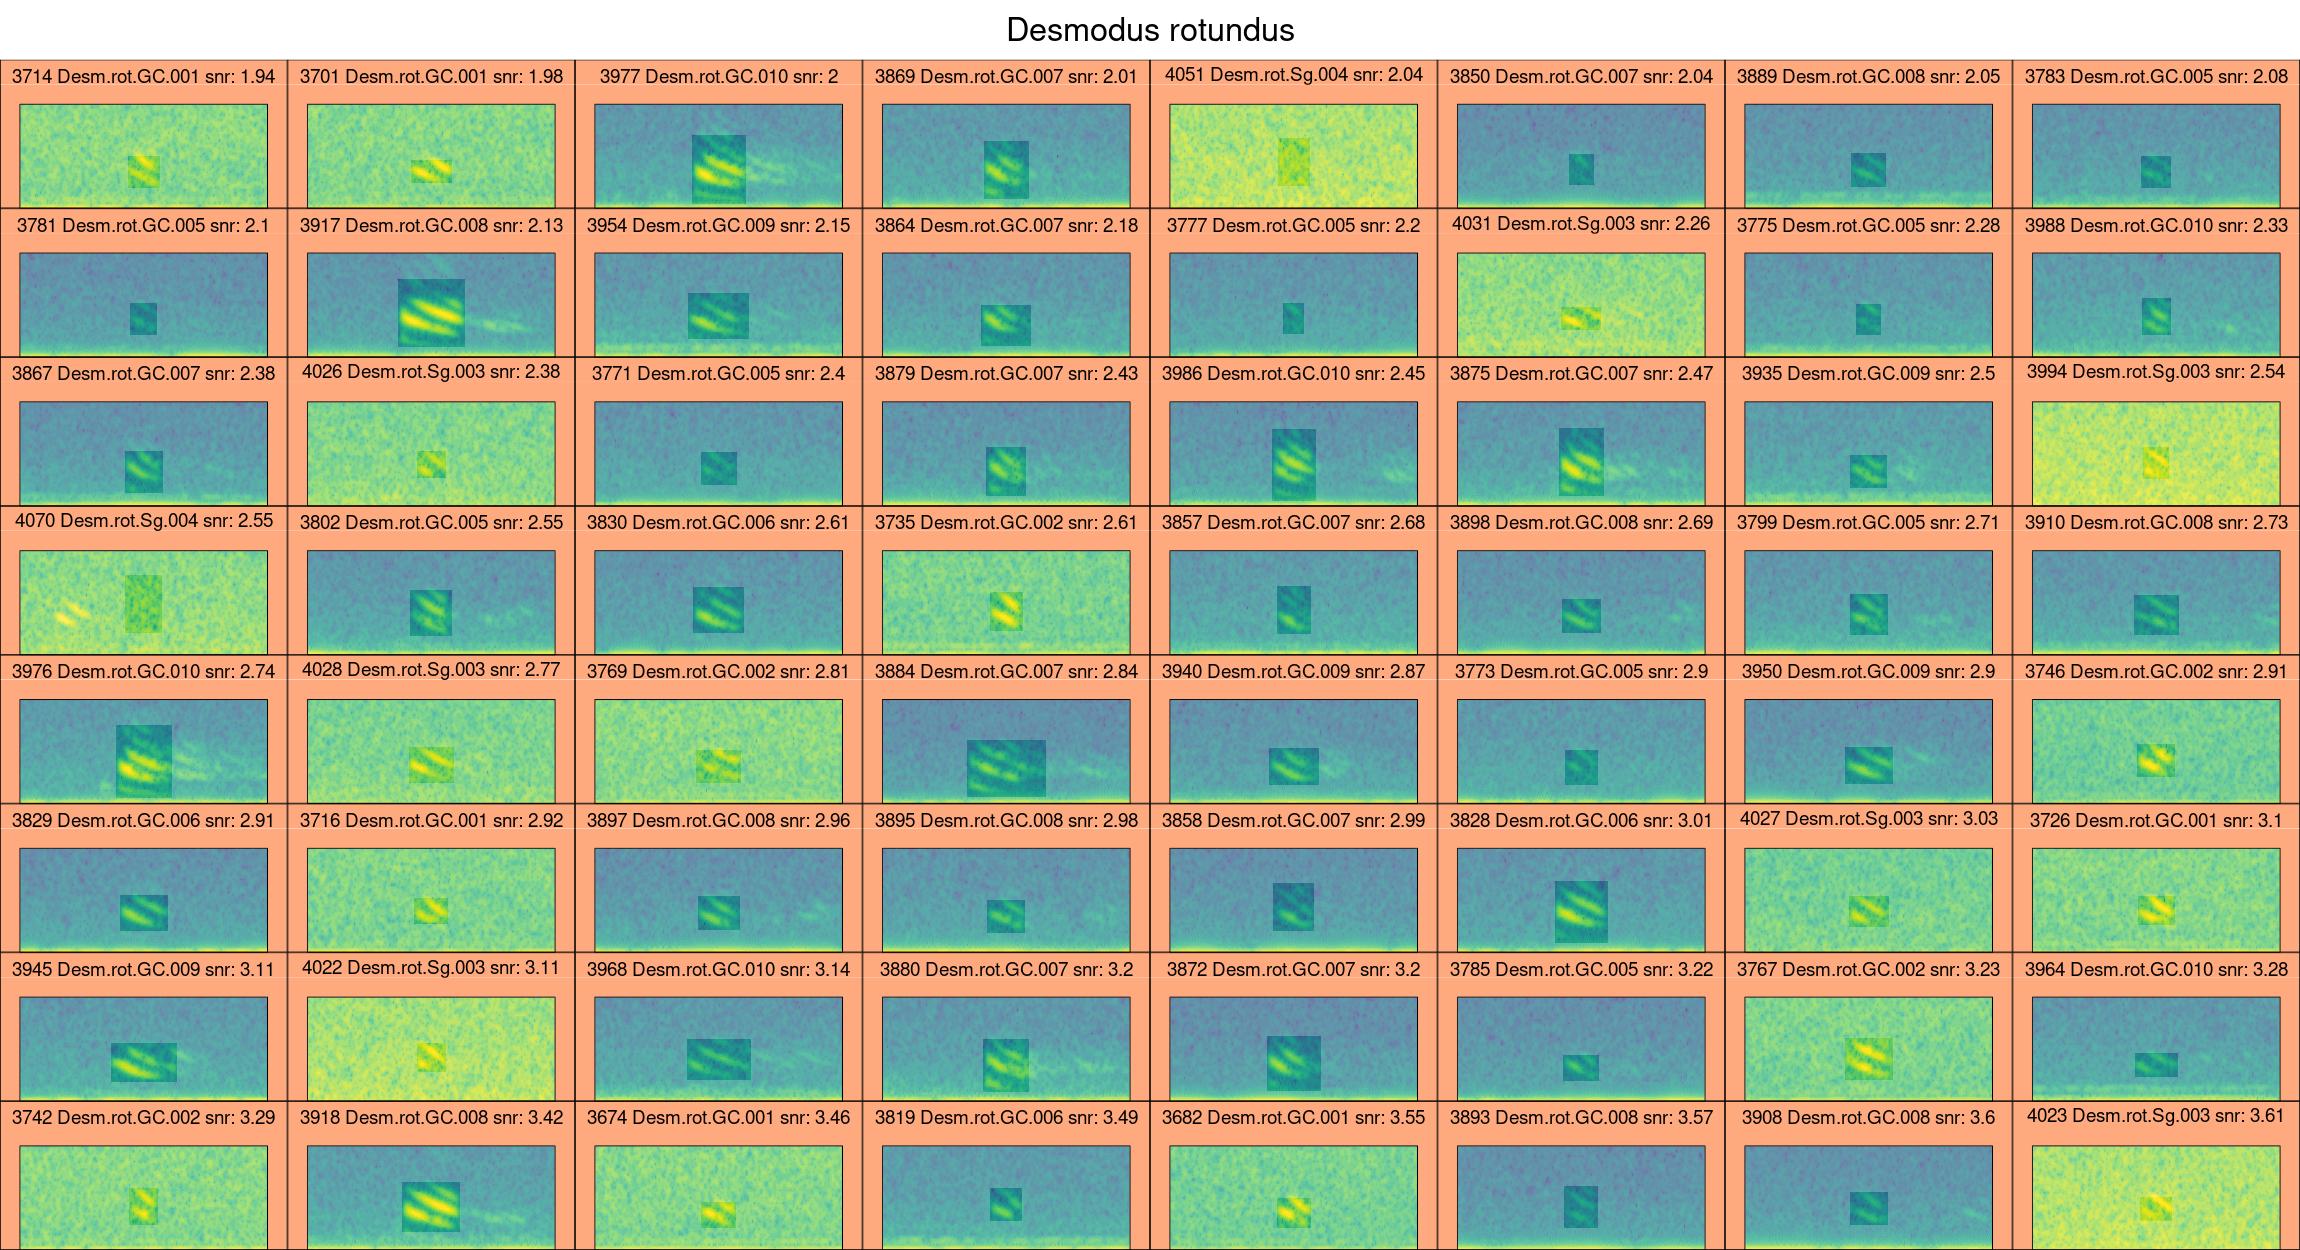 Desmodus rotundus
3714 Desm.rot.GC.001 snr: 1.94
3701 Desm.rot.GC.001 snr: 1.98
3977 Desm.rot.GC.010 snr: 2
3869 Desm.rot.GC.007 snr: 2.01
4051 Desm.rot.Sg.004 snr: 2.04
3850 Desm.rot.GC.007 snr: 2.04
3889 Desm.rot.GC.008 snr: 2.05
3783 Desm.rot.GC.005 snr: 2.08
3781 Desm.rot.GC.005 snr: 2.1
3917 Desm.rot.GC.008 snr: 2.13
3954 Desm.rot.GC.009 snr: 2.15
3864 Desm.rot.GC.007 snr: 2.18
3777 Desm.rot.GC.005 snr: 2.2
4031 Desm.rot.Sg.003 snr: 2.26
3775 Desm.rot.GC.005 snr: 2.28
3988 Desm.rot.GC.010 snr: 2.33
3867 Desm.rot.GC.007 snr: 2.38
4026 Desm.rot.Sg.003 snr: 2.38
3771 Desm.rot.GC.005 snr: 2.4
3879 Desm.rot.GC.007 snr: 2.43
3986 Desm.rot.GC.010 snr: 2.45
3875 Desm.rot.GC.007 snr: 2.47
3935 Desm.rot.GC.009 snr: 2.5
3994 Desm.rot.Sg.003 snr: 2.54
4070 Desm.rot.Sg.004 snr: 2.55
3802 Desm.rot.GC.005 snr: 2.55
3830 Desm.rot.GC.006 snr: 2.61
3735 Desm.rot.GC.002 snr: 2.61
3857 Desm.rot.GC.007 snr: 2.68
3898 Desm.rot.GC.008 snr: 2.69
3799 Desm.rot.GC.005 snr: 2.71
3910 Desm.rot.GC.008 snr: 2.73
3976 Desm.rot.GC.010 snr: 2.74
4028 Desm.rot.Sg.003 snr: 2.77
3769 Desm.rot.GC.002 snr: 2.81
3884 Desm.rot.GC.007 snr: 2.84
3940 Desm.rot.GC.009 snr: 2.87
3773 Desm.rot.GC.005 snr: 2.9
3950 Desm.rot.GC.009 snr: 2.9
3746 Desm.rot.GC.002 snr: 2.91
3829 Desm.rot.GC.006 snr: 2.91
3716 Desm.rot.GC.001 snr: 2.92
3897 Desm.rot.GC.008 snr: 2.96
3895 Desm.rot.GC.008 snr: 2.98
3858 Desm.rot.GC.007 snr: 2.99
3828 Desm.rot.GC.006 snr: 3.01
4027 Desm.rot.Sg.003 snr: 3.03
3726 Desm.rot.GC.001 snr: 3.1
3945 Desm.rot.GC.009 snr: 3.11
4022 Desm.rot.Sg.003 snr: 3.11
3968 Desm.rot.GC.010 snr: 3.14
3880 Desm.rot.GC.007 snr: 3.2
3872 Desm.rot.GC.007 snr: 3.2
3785 Desm.rot.GC.005 snr: 3.22
3767 Desm.rot.GC.002 snr: 3.23
3964 Desm.rot.GC.010 snr: 3.28
3742 Desm.rot.GC.002 snr: 3.29
3918 Desm.rot.GC.008 snr: 3.42
3674 Desm.rot.GC.001 snr: 3.46
3819 Desm.rot.GC.006 snr: 3.49
3682 Desm.rot.GC.001 snr: 3.55
3893 Desm.rot.GC.008 snr: 3.57
3908 Desm.rot.GC.008 snr: 3.6
4023 Desm.rot.Sg.003 snr: 3.61